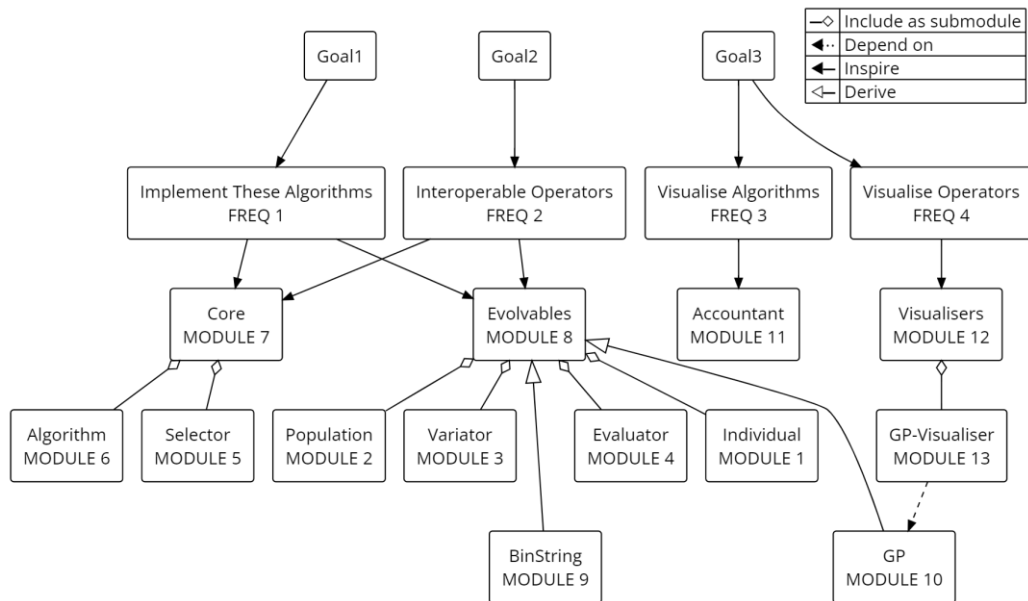 Include as submodule
Depend on
Inspire
Derive
Goal1
Goal2
Goal3
Implement These Algorithms
FREQ 1
Interoperable Operators
FREQ 2
Visualise Algorithms
FREQ 3
Visualise Operators
FREQ 4
Core
MODULE 7
Evolvables
MODULE 8
Accountant
MODULE 11
Visualisers
MODULE 12
Algorithm
MODULE 6
Selector
MODULE 5
Population
MODULE 2
Variator
MODULE 3
Evaluator
MODULE 4
Individual
MODULE 1
GP-Visualiser
MODULE 13
BinString
MODULE 9
GP
MODULE 10